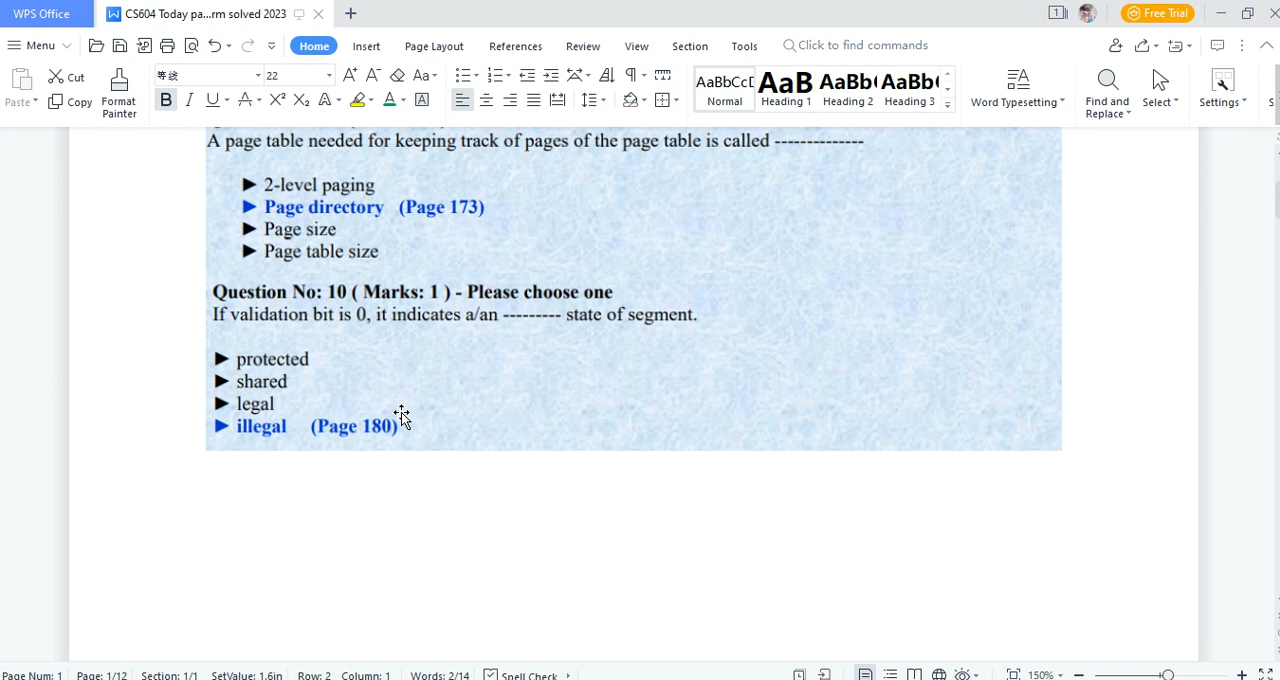 WPS Office
CS604 Today pa...rm solved 2023
1
Free Trial
Menu
Home
Insert
Page Layout
References
Review
View
Section
Tools
Click to find commands
Paste
Cut
Copy
Format Painter
等线
22
AaBbCcD
Normal
AaB
Heading 1
AaBb(
Heading 2
AaBb(
Heading 3
Word Typesetting
Find and Replace
Select
Settings
A page table needed for keeping track of pages of the page table is called --------------
► 2-level paging
► Page directory (Page 173)
► Page size
► Page table size
Question No: 10 ( Marks: 1 ) - Please choose one
If validation bit is 0, it indicates a/an --------- state of segment.
► protected
► shared
► legal
► illegal (Page 180)
Page Num: 1 Page: 1/12 Section: 1/1 SetValue: 1.6in Row: 2 Column: 1 Words: 2/14 Spell Check 150%